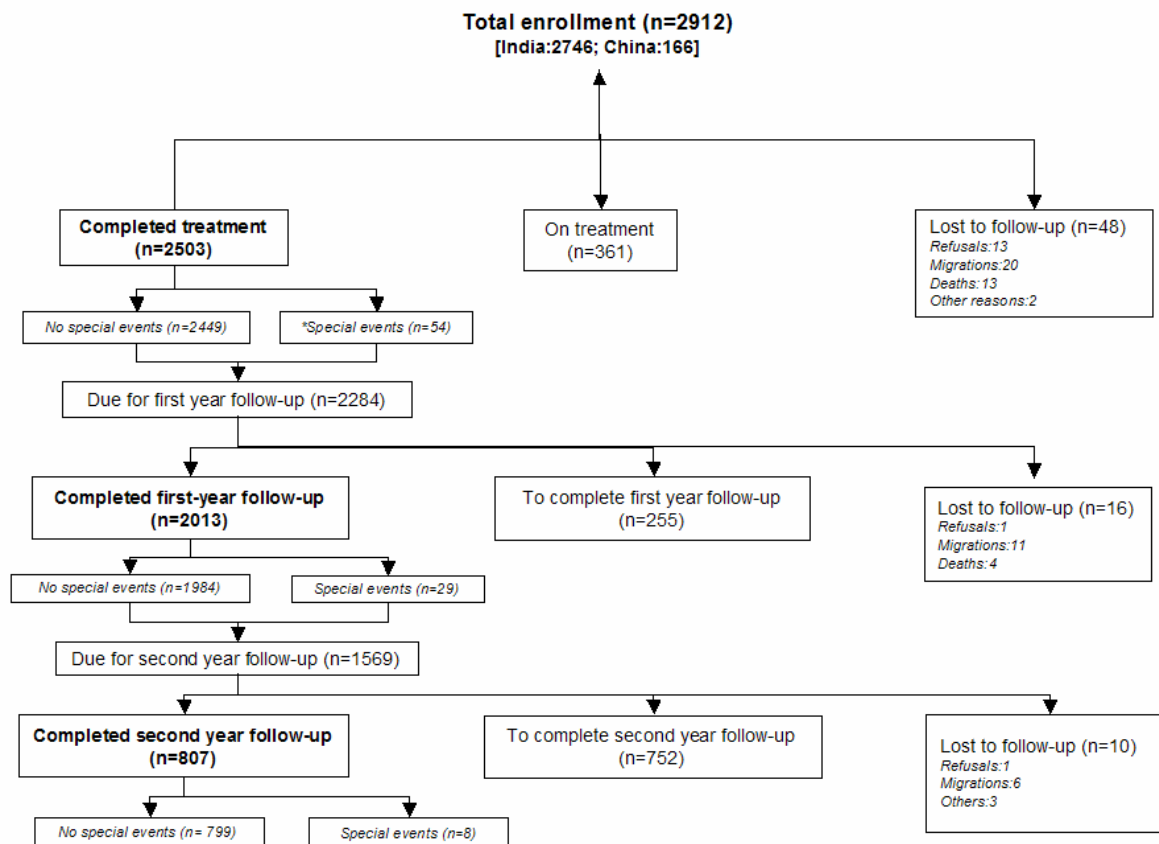 Total enrollment (n=2912)
[India:2746; China:166]
Completed treatment
(n=2503)
On treatment
(n=361)
Lost to follow-up (n=48)
Refusals:13
Migrations:20
Deaths:13
Other reasons:2
No special events (n=2449)
*Special events (n=54)
Due for first year follow-up (n=2284)
Completed first-year follow-up
(n=2013)
To complete first year follow-up
(n=255)
Lost to follow-up (n=16)
Refusals:1
Migrations:11
Deaths:4
No special events (n=1984)
Special events (n=29)
Due for second year follow-up (n=1569)
Completed second year follow-up
(n=807)
To complete second year follow-up
(n=752)
Lost to follow-up (n=10)
Refusals:1
Migrations:6
Others:3
No special events (n= 799)
Special events (n=8)